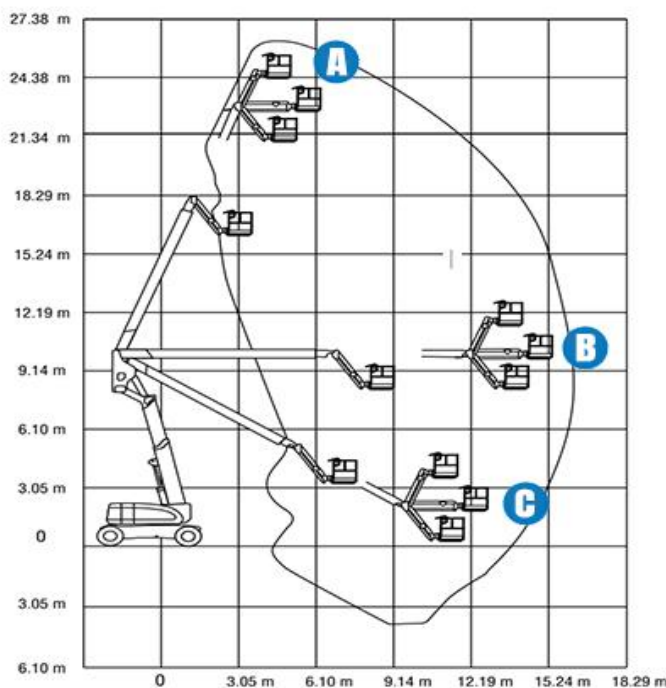 27.38 m
24.38 m
21.34 m
18.29 m
15.24 m
12.19 m
9.14 m
6.10 m
3.05 m
0
3.05 m
6.10 m
0 3.05 m 6.10 m 9.14 m 12.19 m 15.24 m 18.29 m
A
B
C